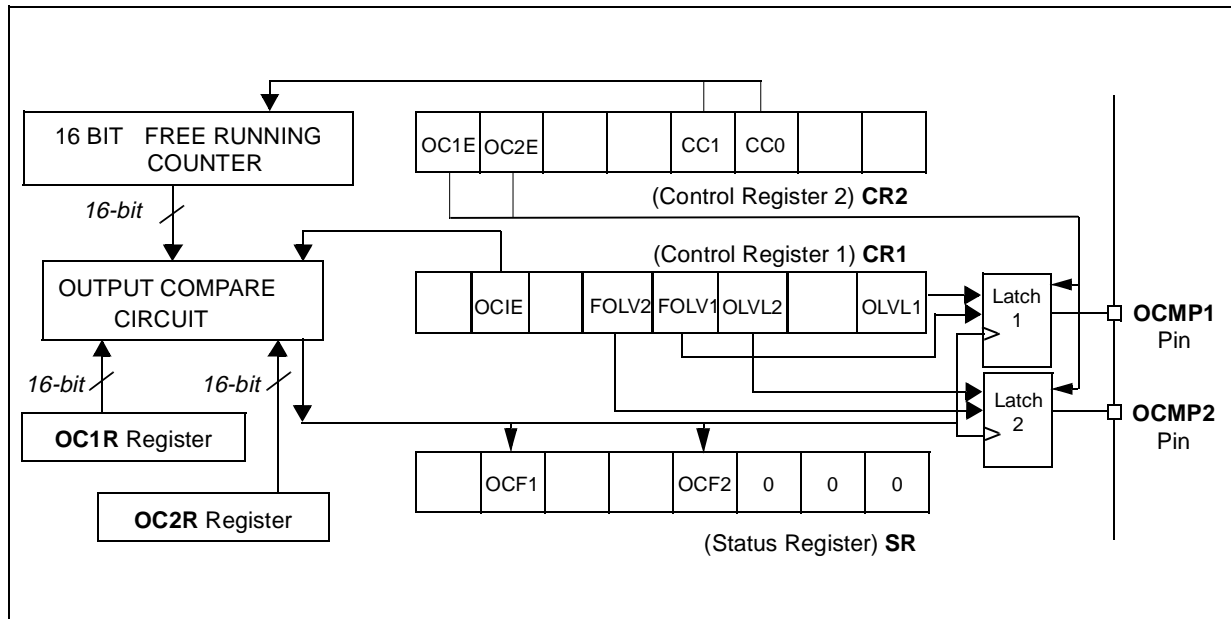 16 BIT FREE RUNNING
COUNTER
16-bit
OC1E OC2E CC1 CC0
(Control Register 2) CR2
(Control Register 1) CR1
OUTPUT COMPARE
CIRCUIT
OCIE FOLV2 FOLV1 OLVL2 OLVL1
Latch
1
OCMP1
Pin
16-bit
16-bit
Latch
2
OCMP2
Pin
OC1R Register
OC2R Register
OCF1 OCF2 0 0 0
(Status Register) SR